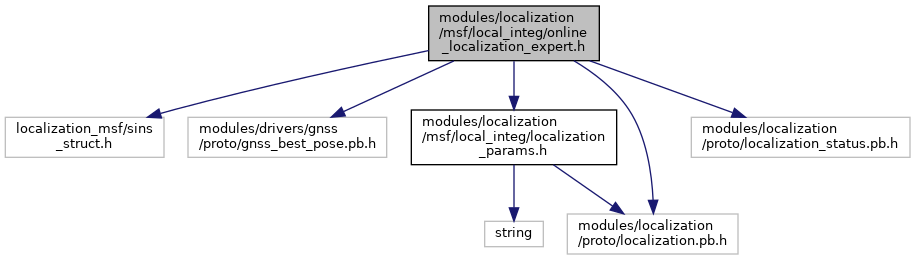 modules/localization
/msf/local_integ/online
_localization_expert.h
localization_msf/sins
_struct.h
modules/drivers/gnss
/proto/gnss_best_pose.pb.h
modules/localization
/msf/local_integ/localization
_params.h
modules/localization
/proto/localization_status.pb.h
string
modules/localization
/proto/localization.pb.h